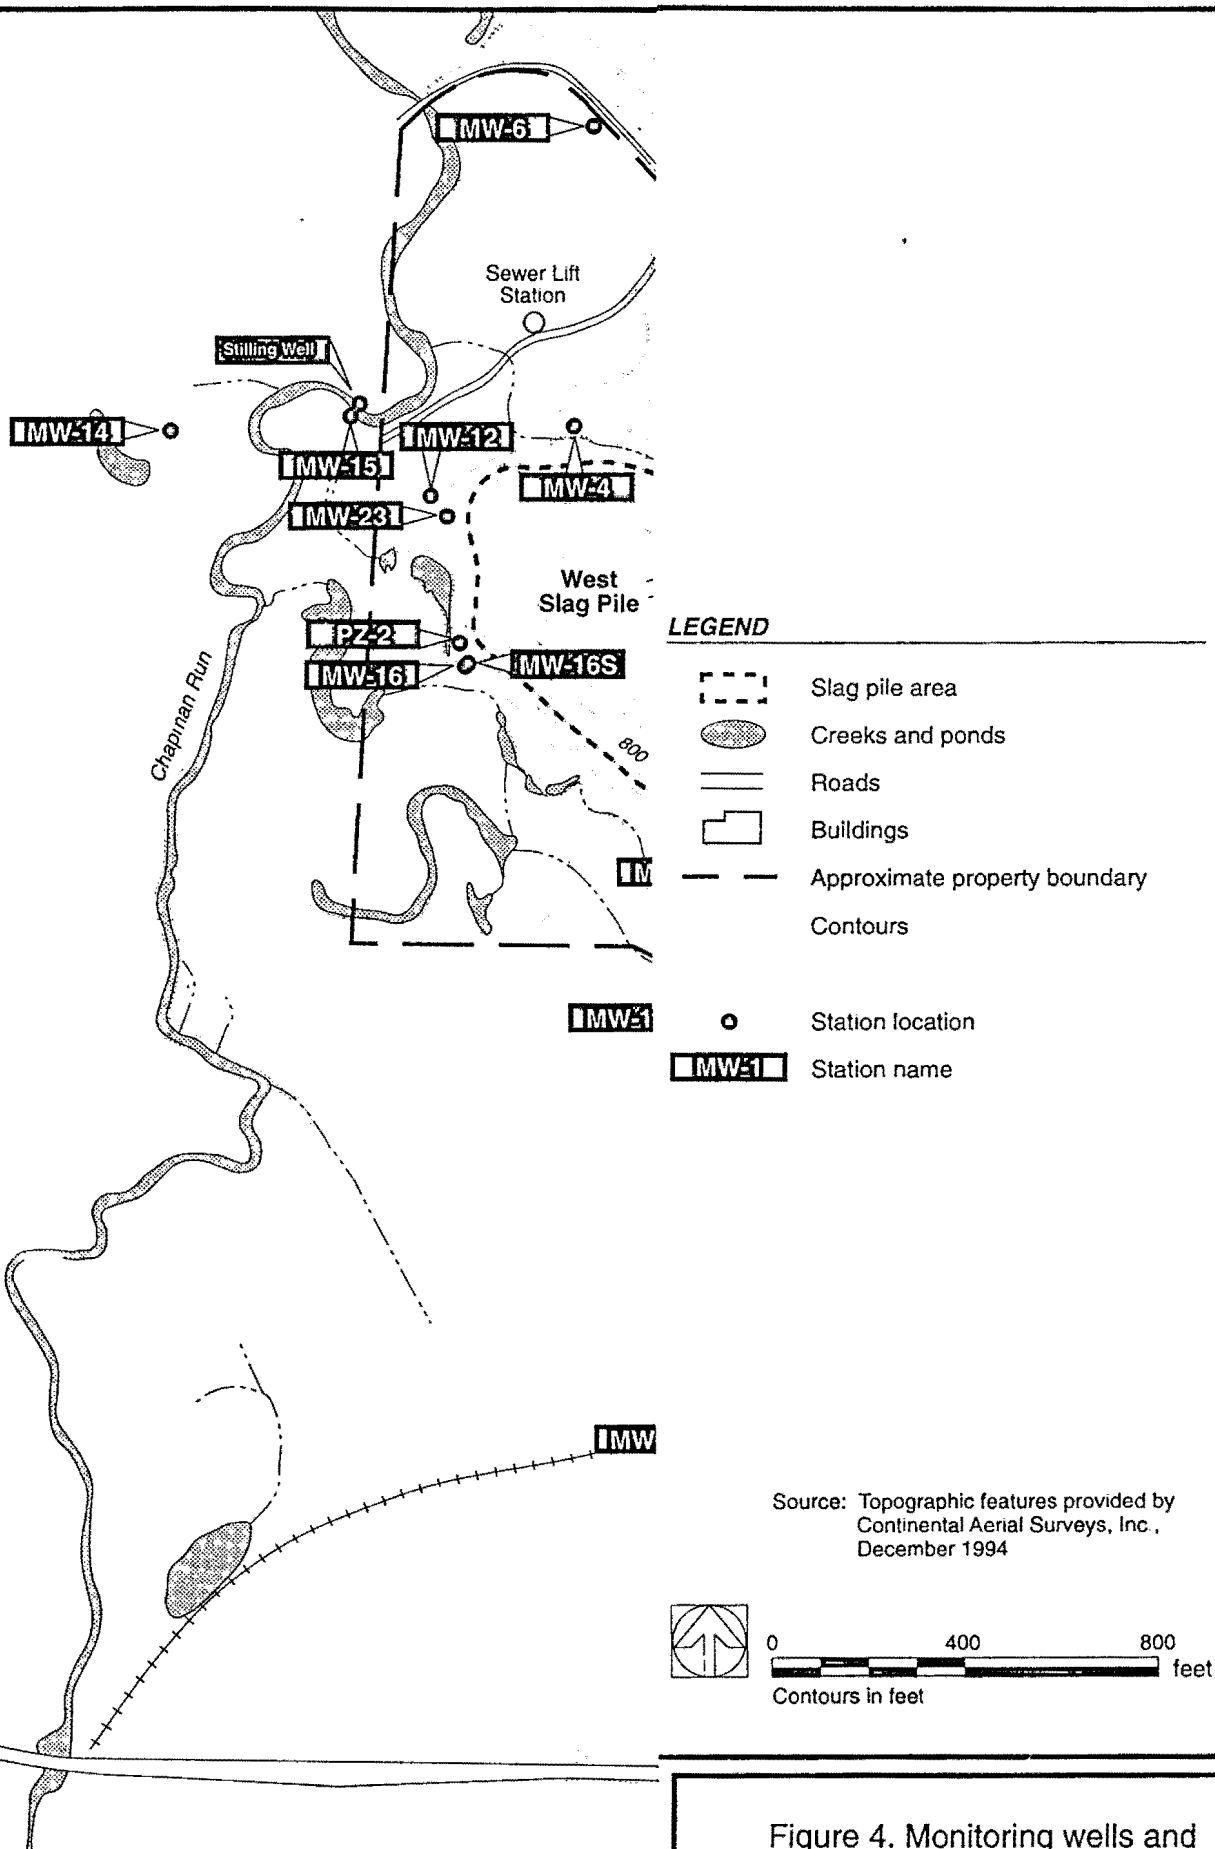 MW-6
Sewer Lift
Station
Stilling Well
MW-14
MW-12
MW-15
MW-4
MW-23
West
Slag Pile
PZ-2
MW-16
MW-16S
Chapman Run
800
M
MW-1
MW
LEGEND
Slag pile area
Creeks and ponds
Roads
Buildings
Approximate property boundary
Contours
Station location
MW-1 Station name
Source: Topographic features provided by
Continental Aerial Surveys, Inc.,
December 1994
0 400 800
feet
Contours in feet
Figure 4. Monitoring wells and